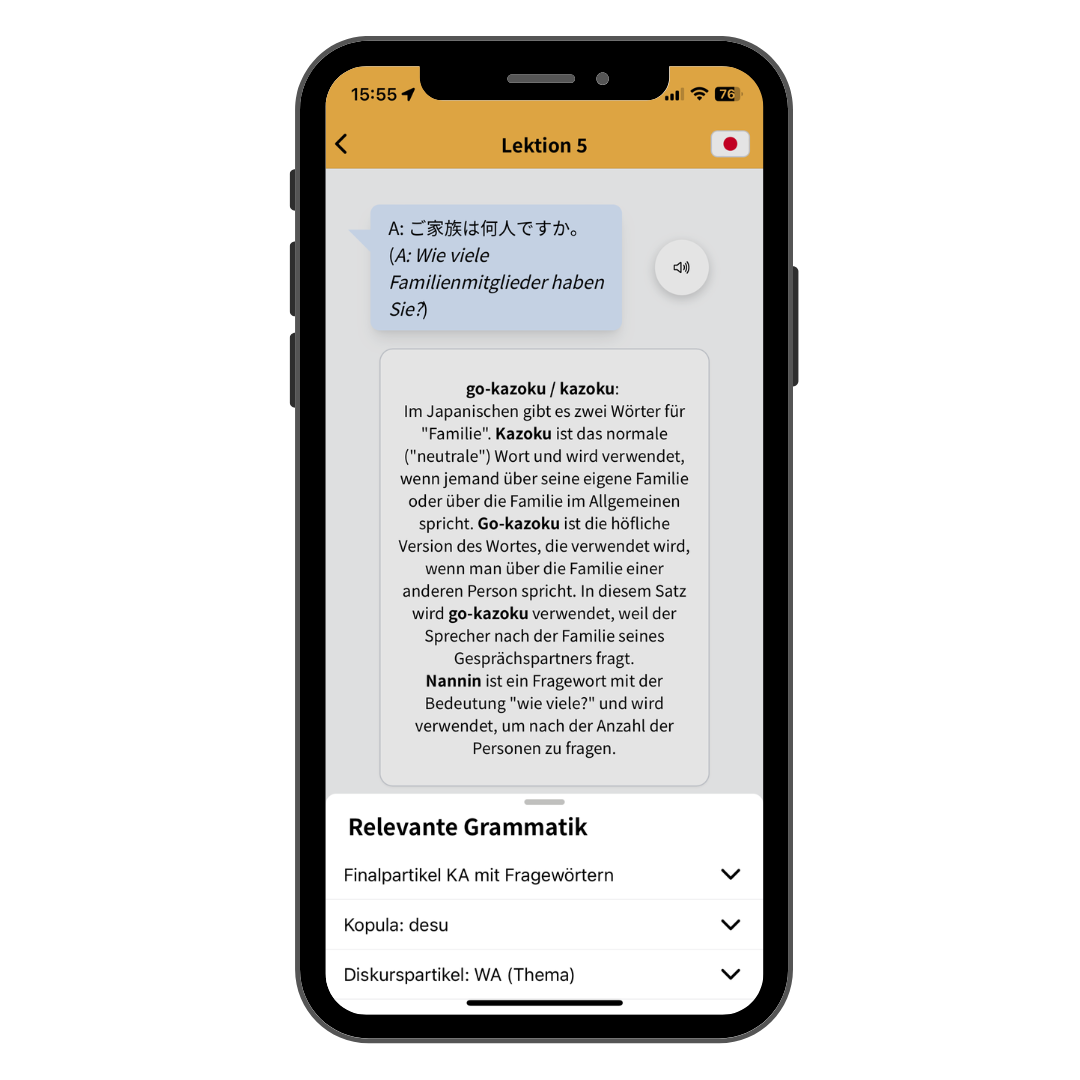 15:55
76
Lektion 5
A: ご家族は何人ですか。
(A: Wie viele
Familienmitglieder haben
Sie?)
go-kazoku / kazoku:
Im Japanischen gibt es zwei Wörter für
"Familie". Kazoku ist das normale
("neutrale") Wort und wird verwendet,
wenn jemand über seine eigene Familie
oder über die Familie im Allgemeinen
spricht. Go-kazoku ist die höfliche
Version des Wortes, die verwendet wird,
wenn man über die Familie einer
anderen Person spricht. In diesem Satz
wird go-kazoku verwendet, weil der
Sprecher nach der Familie seines
Gesprächspartners fragt.
Nannin ist ein Fragewort mit der
Bedeutung "wie viele?" und wird
verwendet, um nach der Anzahl der
Personen zu fragen.
Relevante Grammatik
Finalpartikel KA mit Fragewörtern
Kopula: desu
Diskurspartikel: WA (Thema)